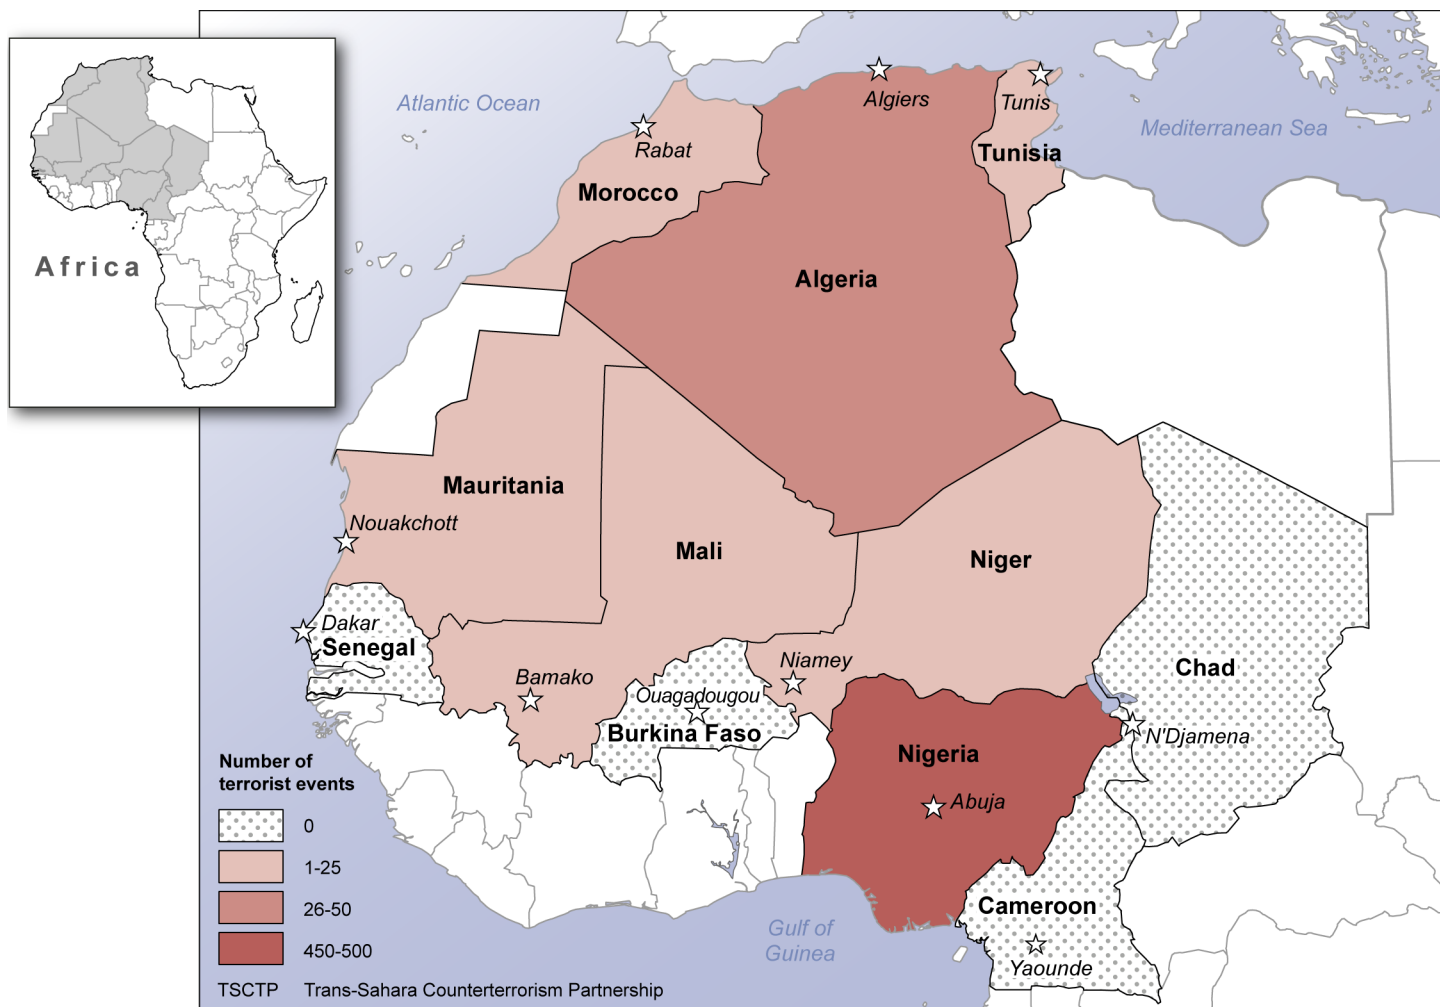 Africa
Atlantic Ocean
Mediterranean Sea
Algiers
Tunis
Rabat
Tunisia
Morocco
Algeria
Mauritania
Nouakchott
Mali
Niger
Dakar
Senegal
Bamako
Niamey
Ouagadougou
Burkina Faso
Chad
N'Djamena
Nigeria
Abuja
Cameroon
Yaounde
Gulf of
Guinea
Number of
terrorist events
0
1-25
26-50
450-500
TSCTP Trans-Sahara Counterterrorism Partnership